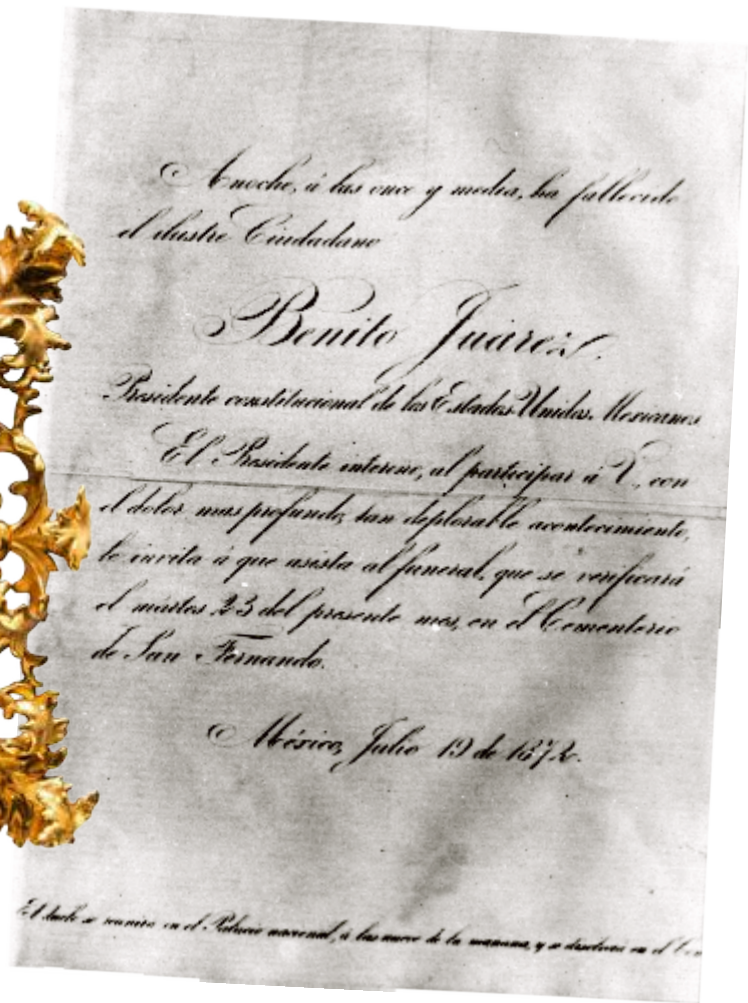 Anoche, á las once y media, ha fallecido
el ilustre Ciudadano
Benito Juárez.
Presidente constitucional de los Estados Unidos Mexicanos
El Presidente interino, al participar á V., con
el dolor mas profundo, tan deplorable acontecimiento,
le invita á que asista al funeral, que se verificará
el mártes 23 del presente mes, en el Cementerio
de San Fernando.
México, Julio 19 de 1872.
El duelo se reunirá en el Palacio nacional, á las nueve de la mañana, y se disolverá en el Cem